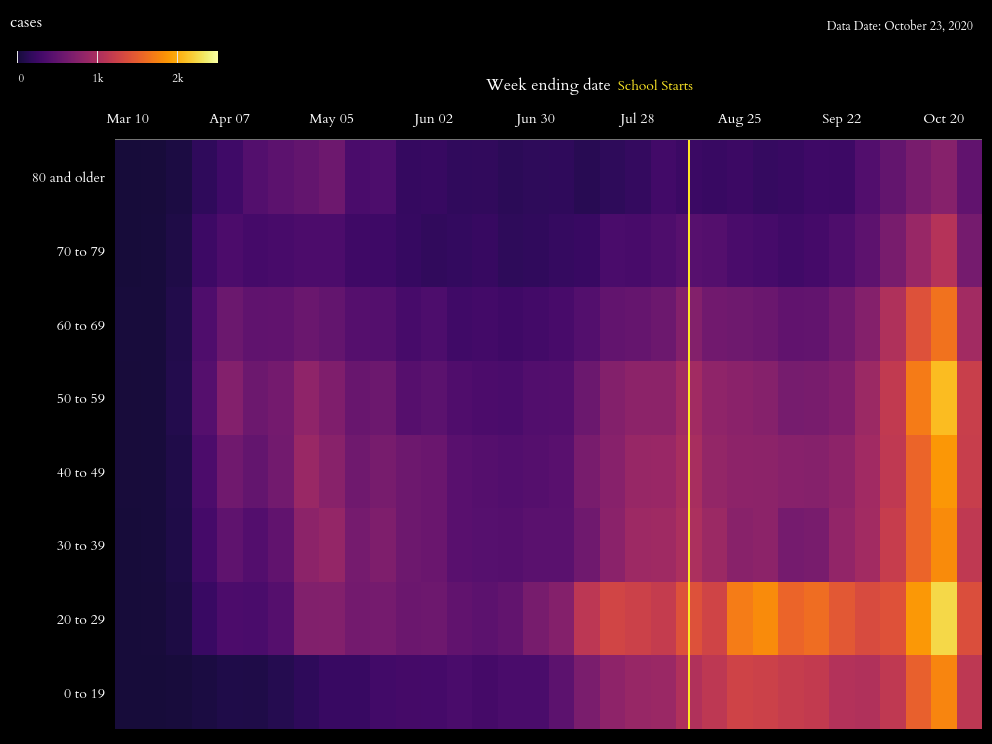 cases
Data Date: October 23, 2020
0 1k 2k
Week ending date School Starts
Mar 10 Apr 07 May 05 Jun 02 Jun 30 Jul 28 Aug 25 Sep 22 Oct 20
80 and older
70 to 79
60 to 69
50 to 59
40 to 49
30 to 39
20 to 29
0 to 19